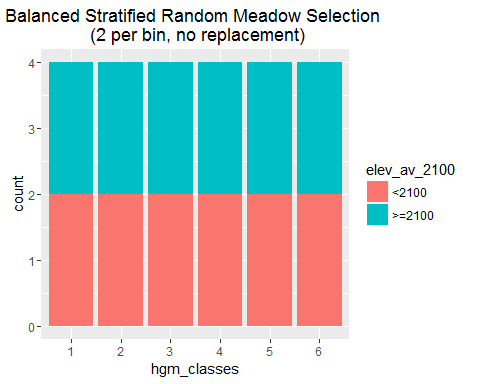 Balanced Stratified Random Meadow Selection
(2 per bin, no replacement)
4
3
2
1
0
count
1 2 3 4 5 6
hgm_classes
elev_av_2100
<2100
>=2100